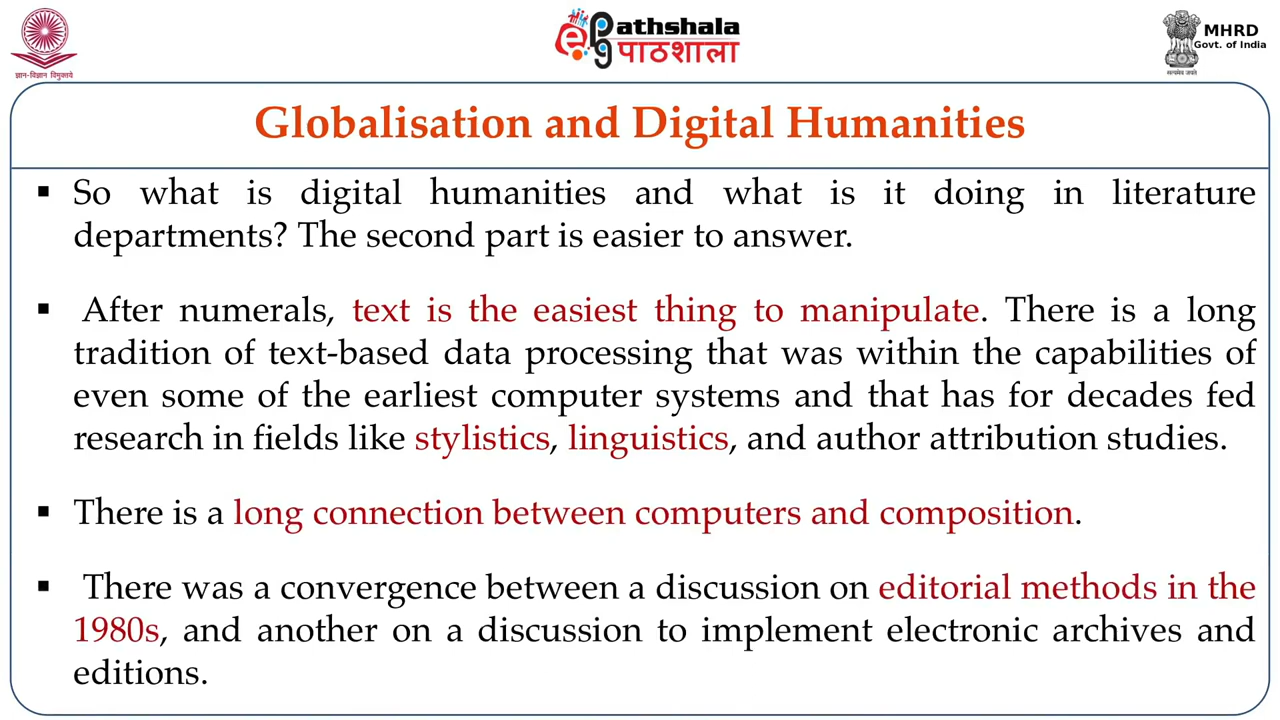 ज्ञान-विज्ञान विमुक्तये
Pathshala
पाठशाला
MHRD
Govt. of India
सत्यमेव जयते
Globalisation and Digital Humanities
▪ So what is digital humanities and what is it doing in literature
departments? The second part is easier to answer.
▪ After numerals, text is the easiest thing to manipulate. There is a long
tradition of text-based data processing that was within the capabilities of
even some of the earliest computer systems and that has for decades fed
research in fields like stylistics, linguistics, and author attribution studies.
▪ There is a long connection between computers and composition.
▪ There was a convergence between a discussion on editorial methods in the
1980s, and another on a discussion to implement electronic archives and
editions.